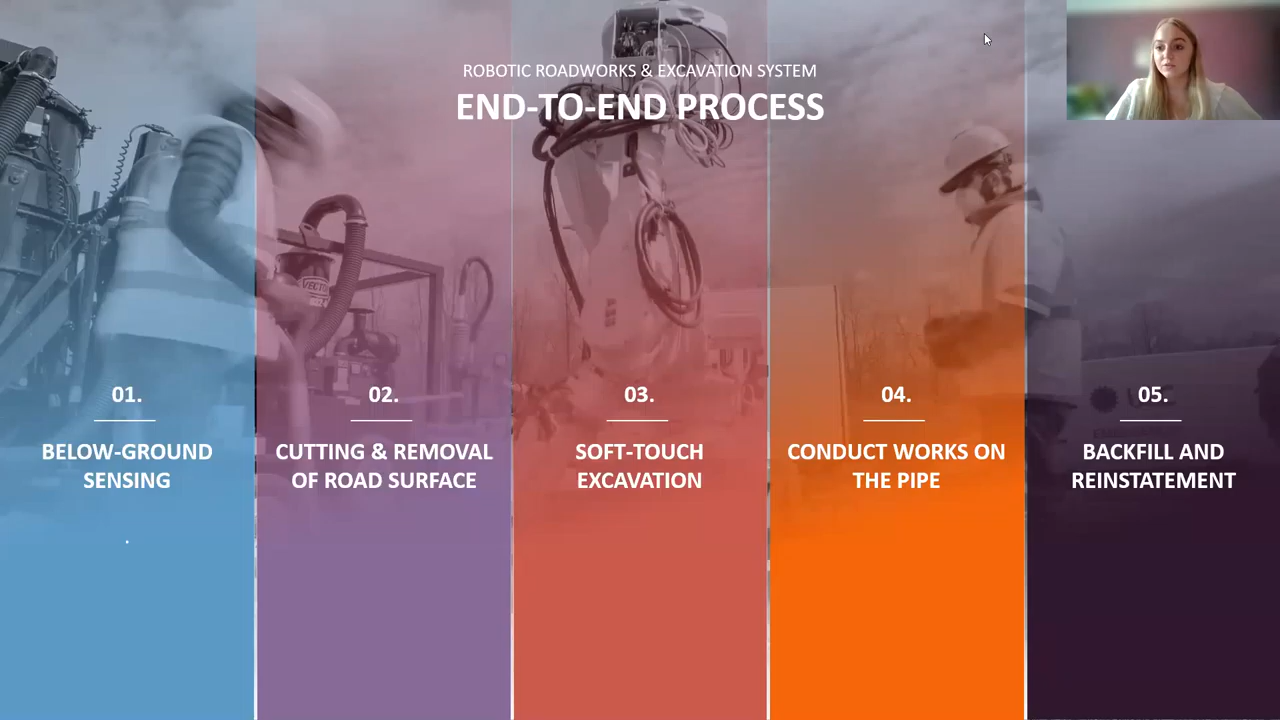 ROBOTIC ROADWORKS & EXCAVATION SYSTEM
END-TO-END PROCESS
01.
BELOW-GROUND
SENSING
.
02.
CUTTING & REMOVAL
OF ROAD SURFACE
03.
SOFT-TOUCH
EXCAVATION
04.
CONDUCT WORKS ON
THE PIPE
05.
BACKFILL AND
REINSTATEMENT